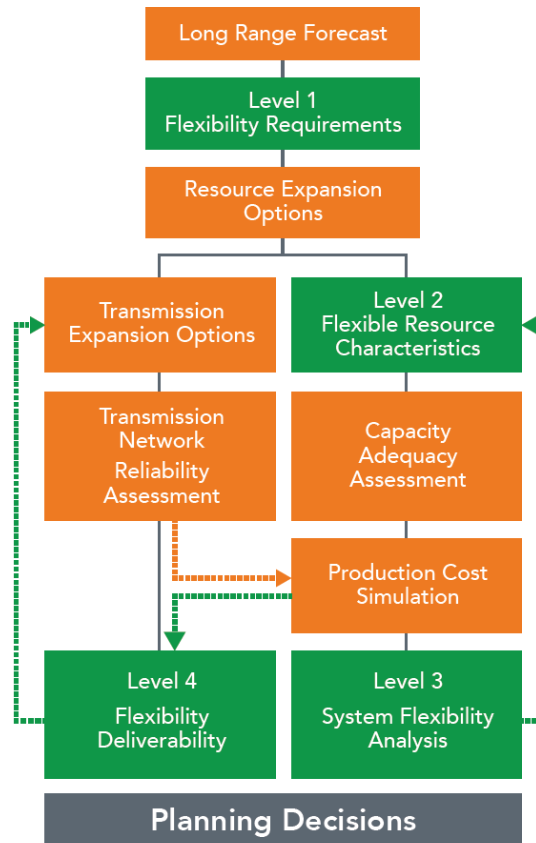 Long Range Forecast
Level 1
Flexibility Requirements
Resource Expansion
Options
Transmission
Expansion Options
Level 2
Flexible Resource
Characteristics
Transmission
Network
Reliability
Assessment
Capacity
Adequacy
Assessment
Production Cost
Simulation
Level 4
Flexibility
Deliverability
Level 3
System Flexibility
Analysis
Planning Decisions